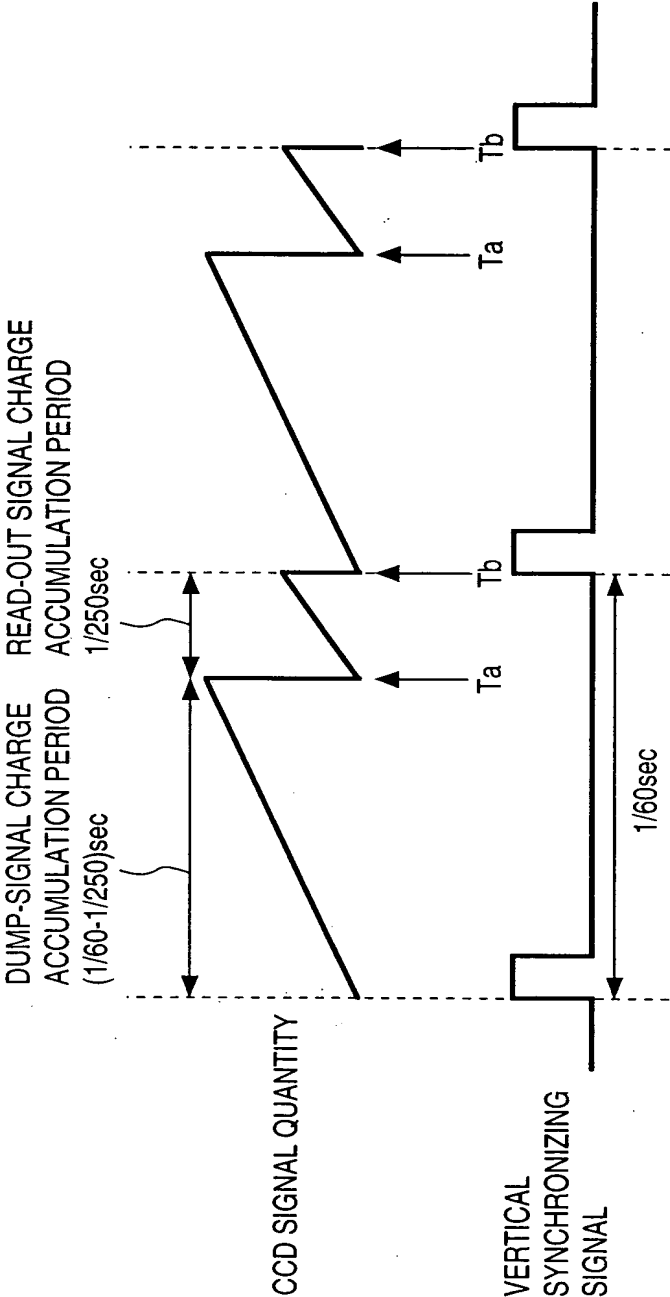 DUMP-SIGNAL CHARGE
ACCUMULATION PERIOD
(1/60-1/250)sec
READ-OUT SIGNAL CHARGE
ACCUMULATION PERIOD
1/250sec
CCD SIGNAL QUANTITY
Ta
Tb
Ta
Tb
VERTICAL
SYNCHRONIZING
SIGNAL
1/60sec